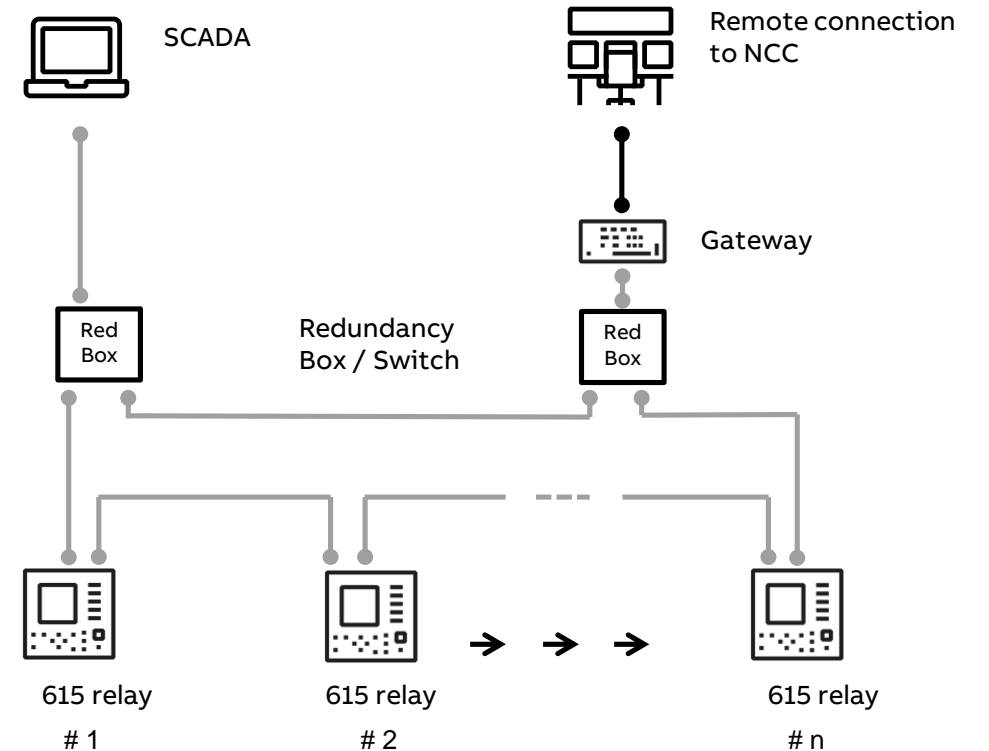 SCADA
Remote connection
to NCC
Gateway
Red
Box
Redundancy
Box / Switch
Red
Box
615 relay
# 1
615 relay
# 2
615 relay
# n